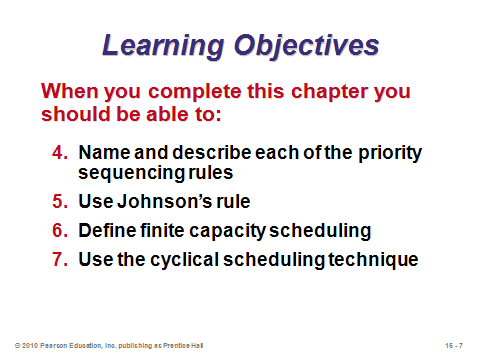 Learning Objectives
When you complete this chapter you
should be able to:
4. Name and describe each of the priority
sequencing rules
5. Use Johnson's rule
6. Define finite capacity scheduling
7. Use the cyclical scheduling technique
© 2010 Pearson Education, Inc. publishing as Prentice Hall
15 - 7